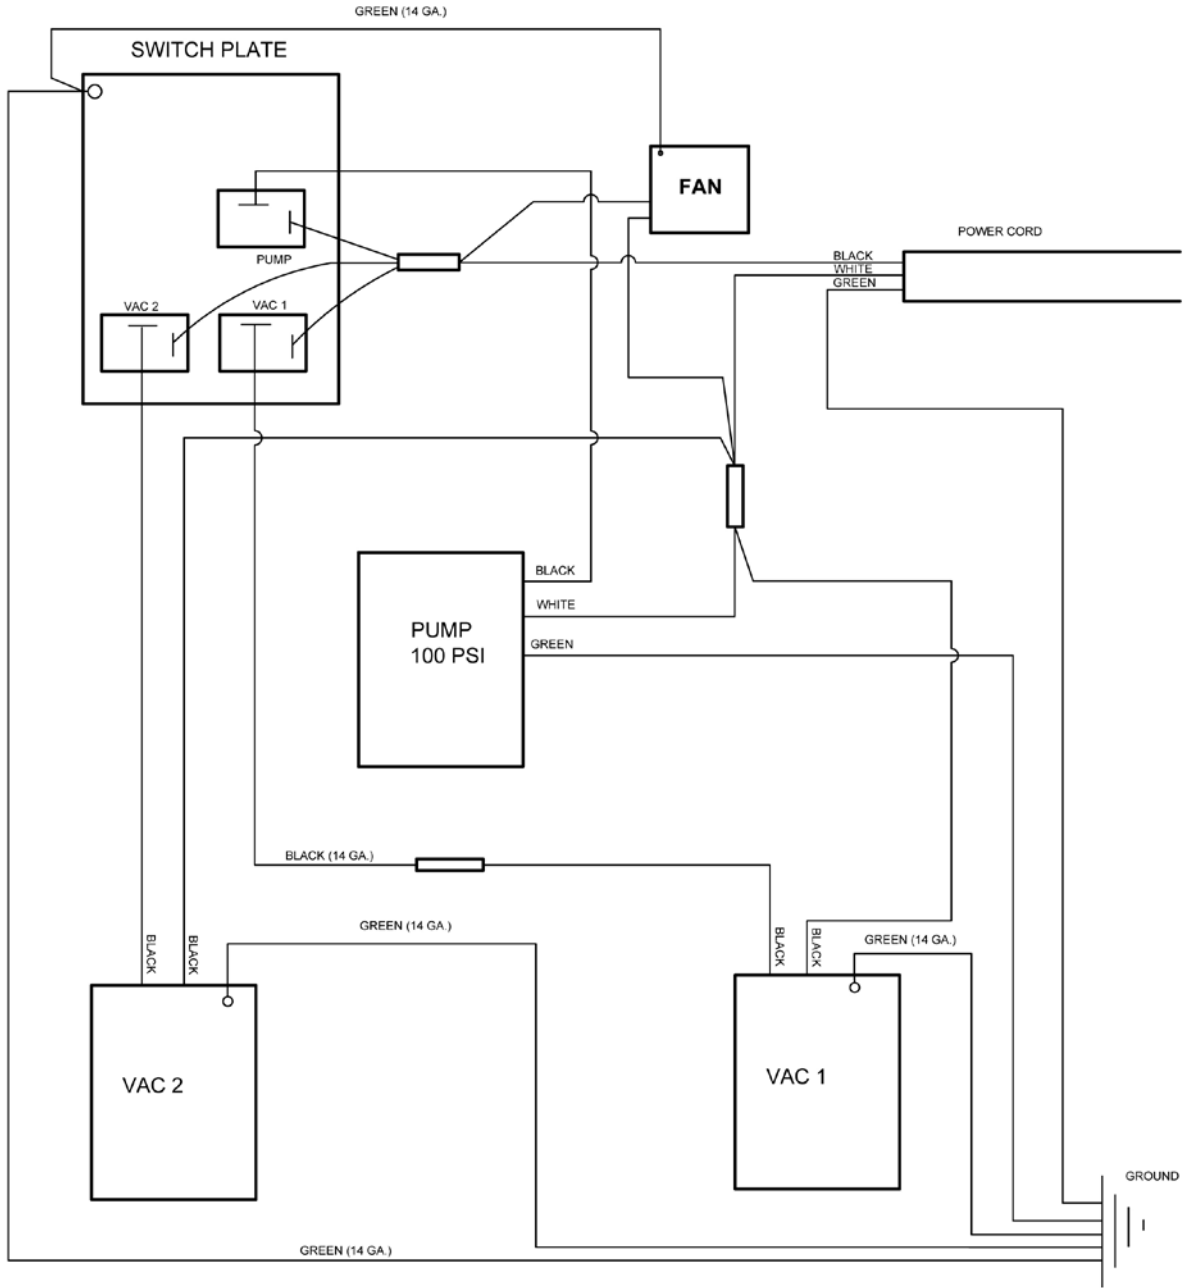 GREEN (14 GA.)
SWITCH PLATE
FAN
POWER CORD
PUMP
BLACK
WHITE
GREEN
VAC 2
VAC 1
BLACK
WHITE
PUMP
100 PSI
GREEN
BLACK (14 GA.)
GREEN (14 GA.)
BLACK
BLACK
BLACK
BLACK
GREEN (14 GA.)
VAC 2
VAC 1
GROUND
GREEN (14 GA.)